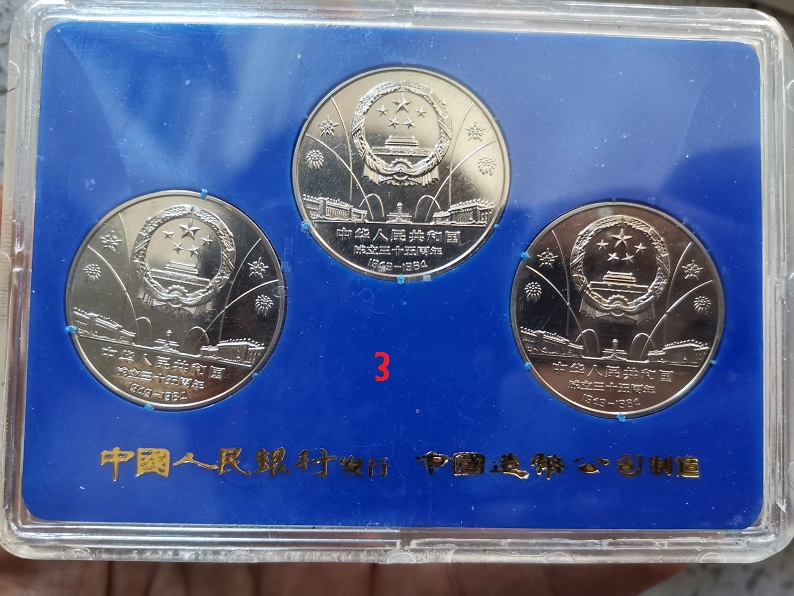 中华人民共和国
成立三十五周年
1949-1984
中华人民共和国
成立三十五周年
1949-1984
中华人民共和国
成立三十五周年
1949-1984
3
中國人民銀行发行 中國造幣公司制造